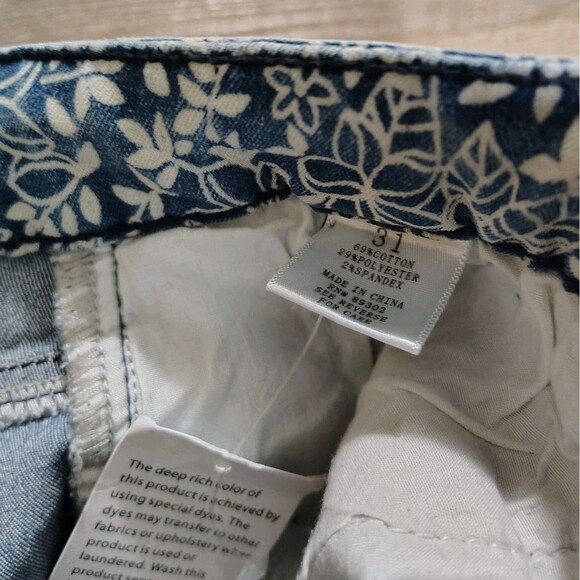 31
69%COTTON
29%POLYESTER
2%SPANDEX
MADE IN CHINA
RN# 69302
SEE REVERSE
FOR CARE
The deep rich color of
this product is achieved by
using special dyes. The
dyes may transfer to other
fabrics or upholstery when
product is used or
laundered. Wash this
product